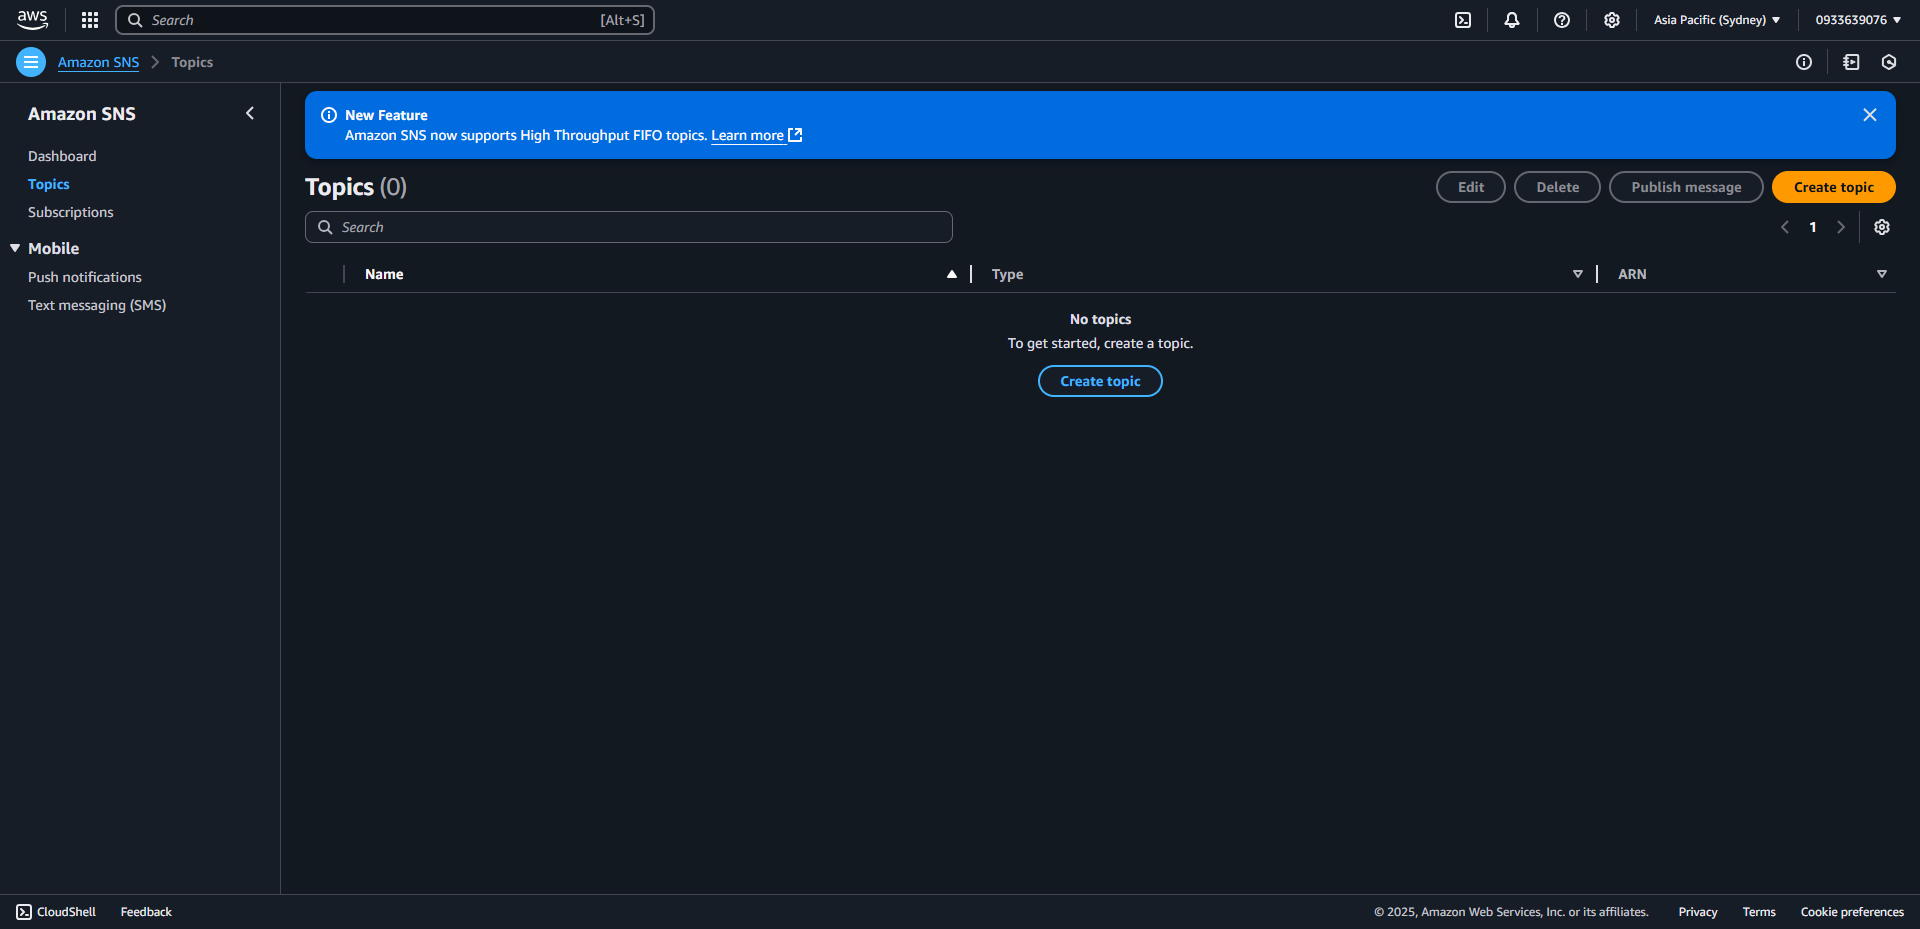 aws
Search [Alt+S]
Asia Pacific (Sydney)
0933639076
Amazon SNS
Topics
Amazon SNS
Dashboard
Topics
Subscriptions
Mobile
Push notifications
Text messaging (SMS)
New Feature
Amazon SNS now supports High Throughput FIFO topics. Learn more
Topics (0)
Edit
Delete
Publish message
Create topic
Search
1
Name
Type
ARN
No topics
To get started, create a topic.
Create topic
CloudShell
Feedback
© 2025, Amazon Web Services, Inc. or its affiliates.
Privacy
Terms
Cookie preferences